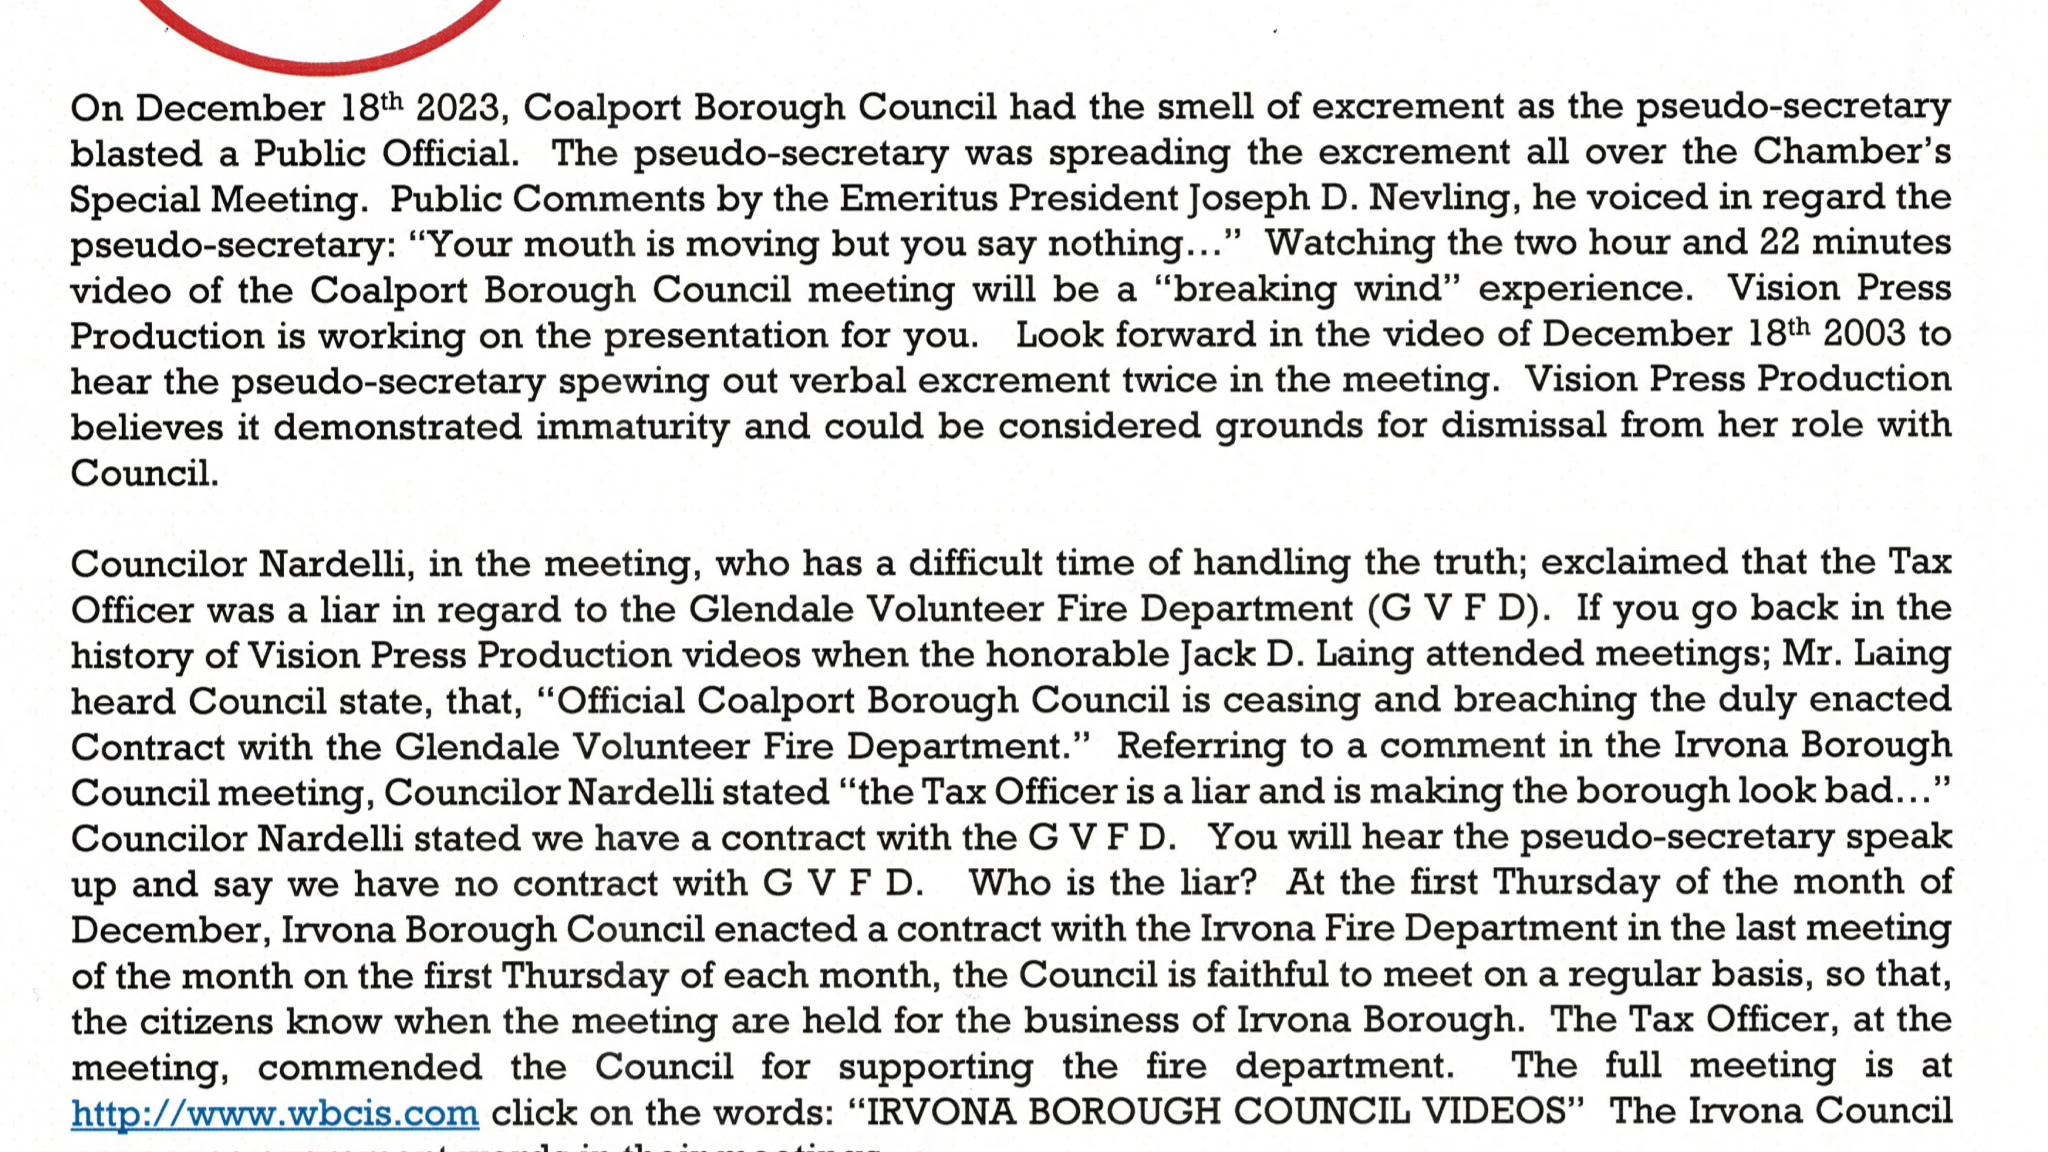 On December 18th 2023, Coalport Borough Council had the smell of excrement as the pseudo-secretary
blasted a Public Official. The pseudo-secretary was spreading the excrement all over the Chamber’s
Special Meeting. Public Comments by the Emeritus President Joseph D. Nevling, he voiced in regard the
pseudo-secretary: “Your mouth is moving but you say nothing…” Watching the two hour and 22 minutes
video of the Coalport Borough Council meeting will be a “breaking wind” experience. Vision Press
Production is working on the presentation for you. Look forward in the video of December 18th 2003 to
hear the pseudo-secretary spewing out verbal excrement twice in the meeting. Vision Press Production
believes it demonstrated immaturity and could be considered grounds for dismissal from her role with
Council.
Councilor Nardelli, in the meeting, who has a difficult time of handling the truth; exclaimed that the Tax
Officer was a liar in regard to the Glendale Volunteer Fire Department (G V F D). If you go back in the
history of Vision Press Production videos when the honorable Jack D. Laing attended meetings; Mr. Laing
heard Council state, that, “Official Coalport Borough Council is ceasing and breaching the duly enacted
Contract with the Glendale Volunteer Fire Department.” Referring to a comment in the Irvona Borough
Council meeting, Councilor Nardelli stated “the Tax Officer is a liar and is making the borough look bad…”
Councilor Nardelli stated we have a contract with the G V F D. You will hear the pseudo-secretary speak
up and say we have no contract with G V F D. Who is the liar? At the first Thursday of the month of
December, Irvona Borough Council enacted a contract with the Irvona Fire Department in the last meeting
of the month on the first Thursday of each month, the Council is faithful to meet on a regular basis, so that,
the citizens know when the meeting are held for the business of Irvona Borough. The Tax Officer, at the
meeting, commended the Council for supporting the fire department. The full meeting is at
http://www.wbcis.com click on the words: “IRVONA BOROUGH COUNCIL VIDEOS” The Irvona Council
words in their meetings